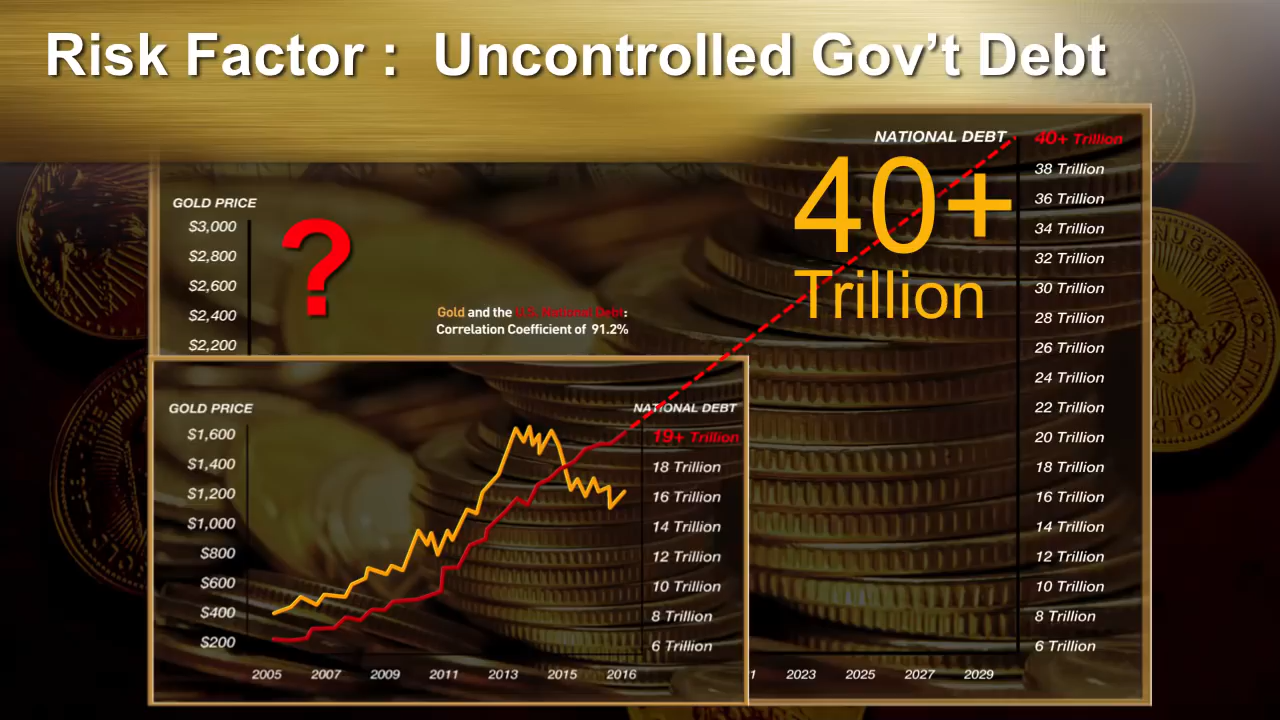 Risk Factor : Uncontrolled Gov’t Debt
NATIONAL DEBT
40+ Trillion
40+
Trillion
38 Trillion
36 Trillion
34 Trillion
32 Trillion
30 Trillion
28 Trillion
26 Trillion
24 Trillion
22 Trillion
20 Trillion
18 Trillion
16 Trillion
14 Trillion
12 Trillion
10 Trillion
8 Trillion
6 Trillion
GOLD PRICE
$3,000
$2,800
$2,600
$2,400
$2,200
?
Gold and the U.S. National Debt:
Correlation Coefficient of 91.2%
GOLD PRICE
$1,600
$1,400
$1,200
$1,000
$800
$600
$400
$200
NATIONAL DEBT
19+ Trillion
18 Trillion
16 Trillion
14 Trillion
12 Trillion
10 Trillion
8 Trillion
6 Trillion
2005 2007 2009 2011 2013 2015 2016
2023 2025 2027 2029
NUGGET 1OZ. FINE GOLD